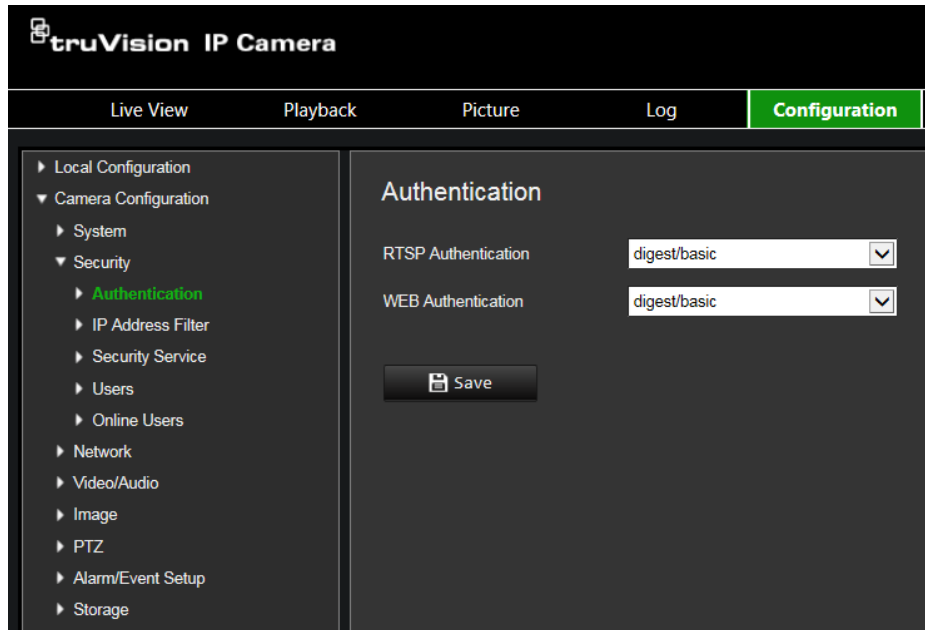 truVision IP Camera
Live View Playback Picture Log Configuration
Local Configuration
Camera Configuration
System
Security
Authentication
IP Address Filter
Security Service
Users
Online Users
Network
Video/Audio
Image
PTZ
Alarm/Event Setup
Storage
Authentication
RTSP Authentication digest/basic
WEB Authentication digest/basic
Save